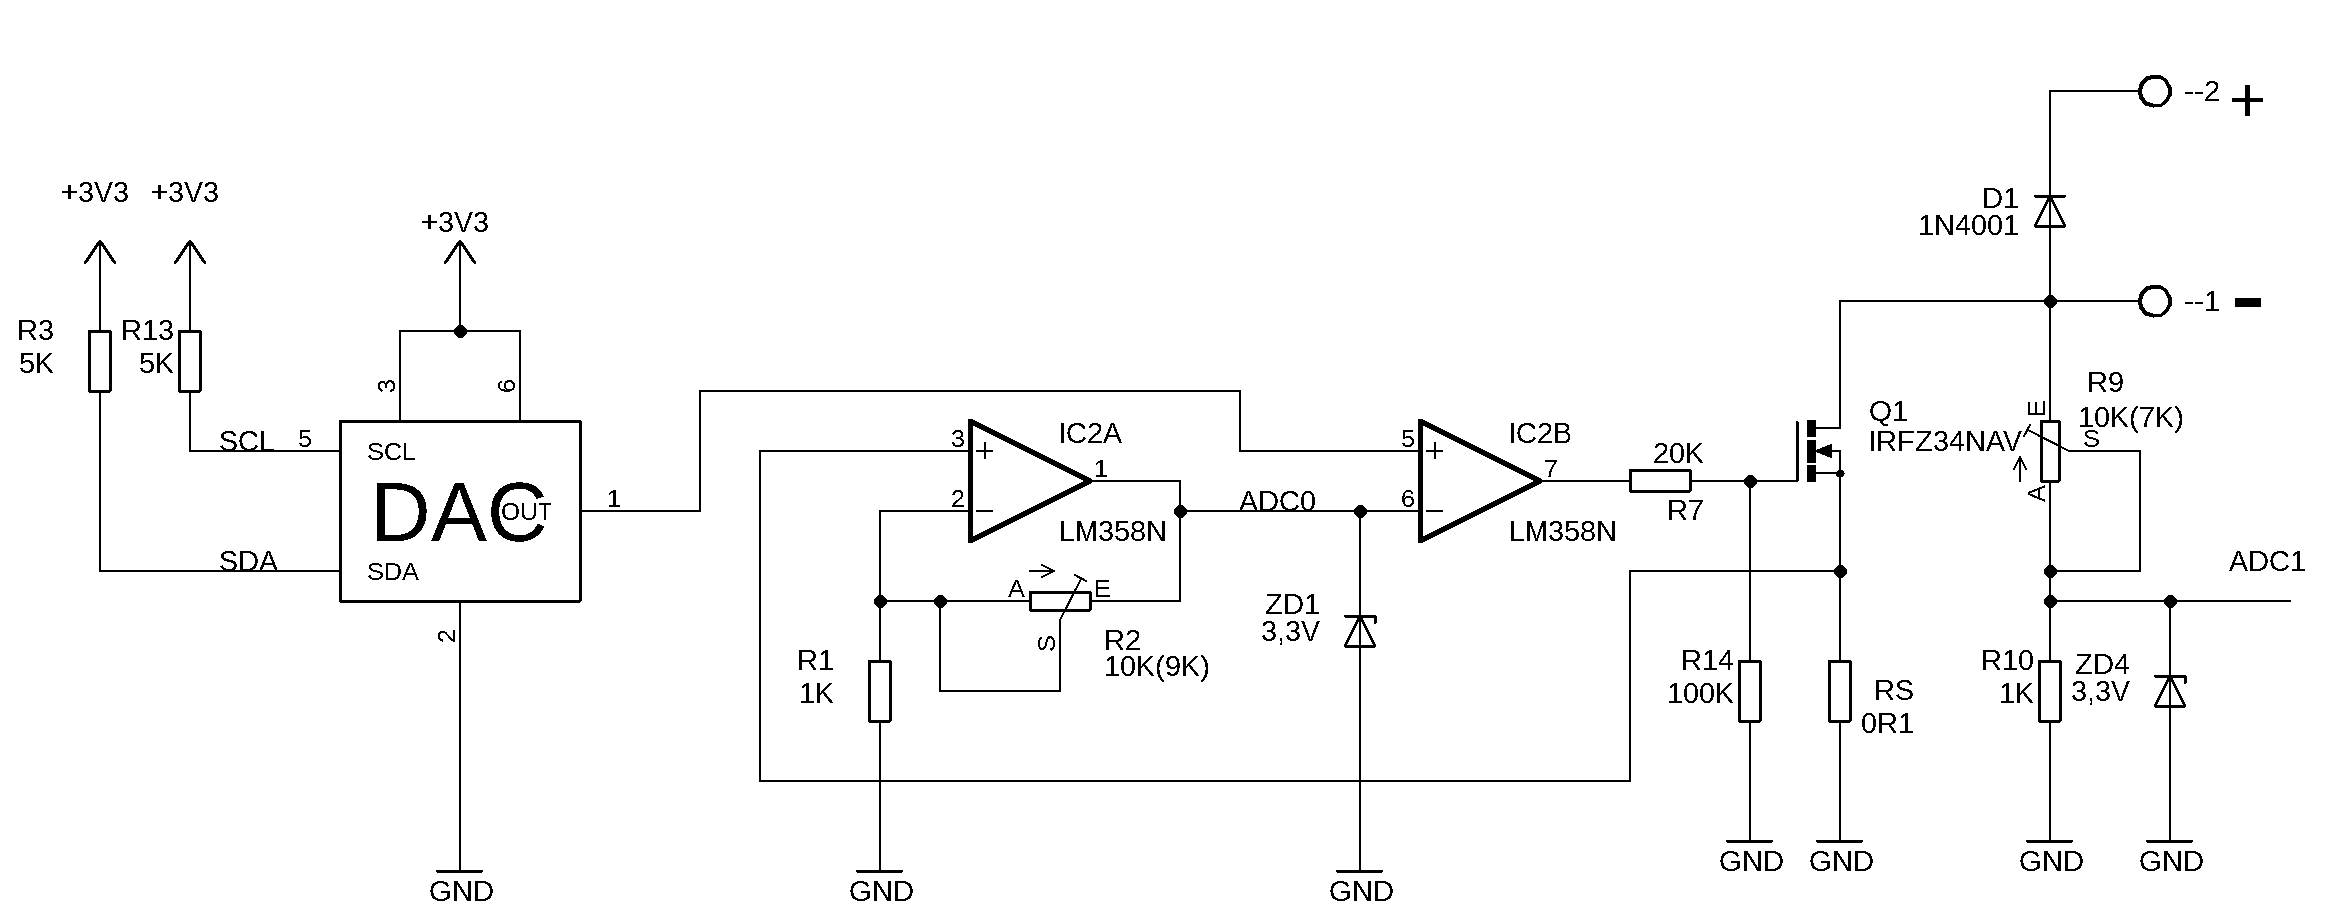 --2 +
D1
1N4001
+3V3 +3V3
+3V3
--1 -
R3
5K
R13
5K
3
6
R9
10K(7K)
E
S
A
Q1
IRFZ34NAV
SCL 5
SCL
DAC
OUT
1
SDA
SDA
2
3
2
1
IC2A
LM358N
ADC0
5
6
7
IC2B
LM358N
20K
R7
A
E
S
R2
10K(9K)
ZD1
3,3V
ADC1
R1
1K
R14
100K
RS
0R1
R10
1K
ZD4
3,3V
GND
GND
GND
GND
GND
GND
GND